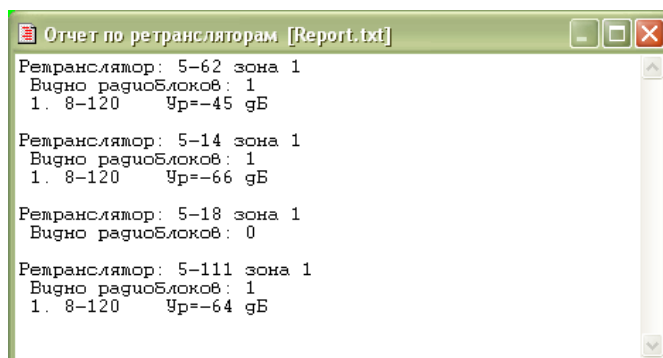 Отчет по ретрансляторам [Report.txt]
Ретранслятор: 5-62 зона 1
Видно радиоблоков: 1
1. 8-120 Ур=-45 дБ
Ретранслятор: 5-14 зона 1
Видно радиоблоков: 1
1. 8-120 Ур=-66 дБ
Ретранслятор: 5-18 зона 1
Видно радиоблоков: 0
Ретранслятор: 5-111 зона 1
Видно радиоблоков: 1
1. 8-120 Ур=-64 дБ